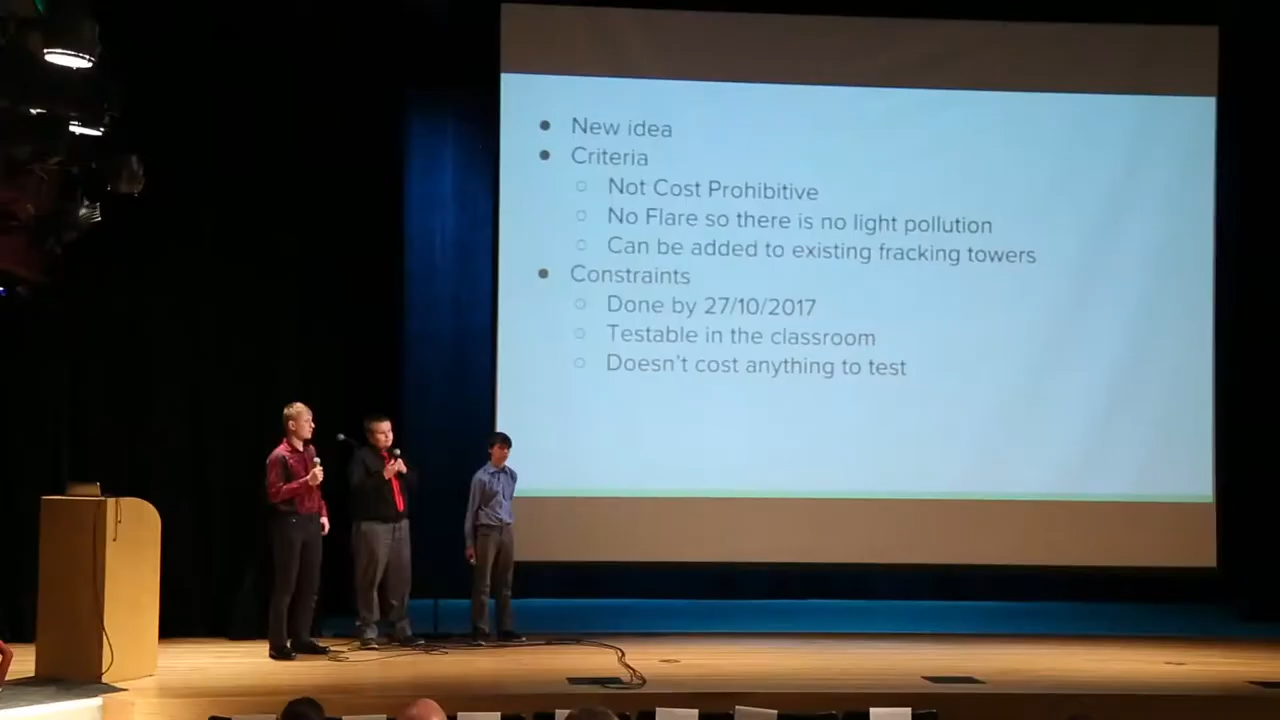 ● New idea
● Criteria
○ Not Cost Prohibitive
○ No Flare so there is no light pollution
○ Can be added to existing fracking towers
● Constraints
○ Done by 27/10/2017
○ Testable in the classroom
○ Doesn't cost anything to test